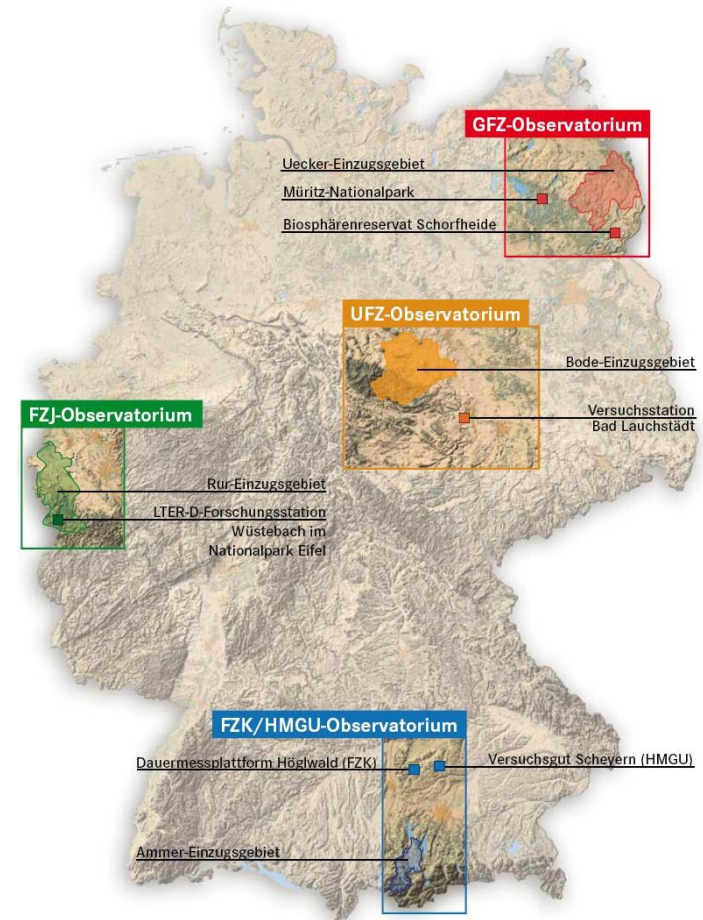 GFZ-Observatorium
Uecker-Einzugsgebiet
Müritz-Nationalpark
Biosphärenreservat Schorfheide
UFZ-Observatorium
Bode-Einzugsgebiet
Versuchsstation
Bad Lauchstädt
FZJ-Observatorium
Rur-Einzugsgebiet
LTER-D-Forschungsstation
Wüstebach im
Nationalpark Eifel
FZK/HMGU-Observatorium
Dauermessplattform Höglwald (FZK)
Versuchsgut Scheyern (HMGU)
Ammer-Einzugsgebiet